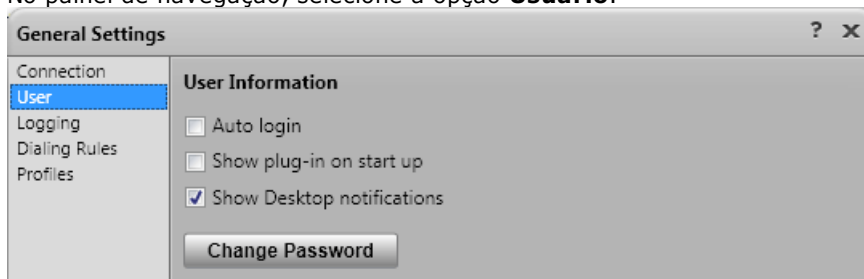 No painel de navegação, selecione a opção Usuário.
General Settings ? x
Connection
User
Logging
Dialing Rules
Profiles
User Information
Auto login
Show plug-in on start up
Show Desktop notifications
Change Password